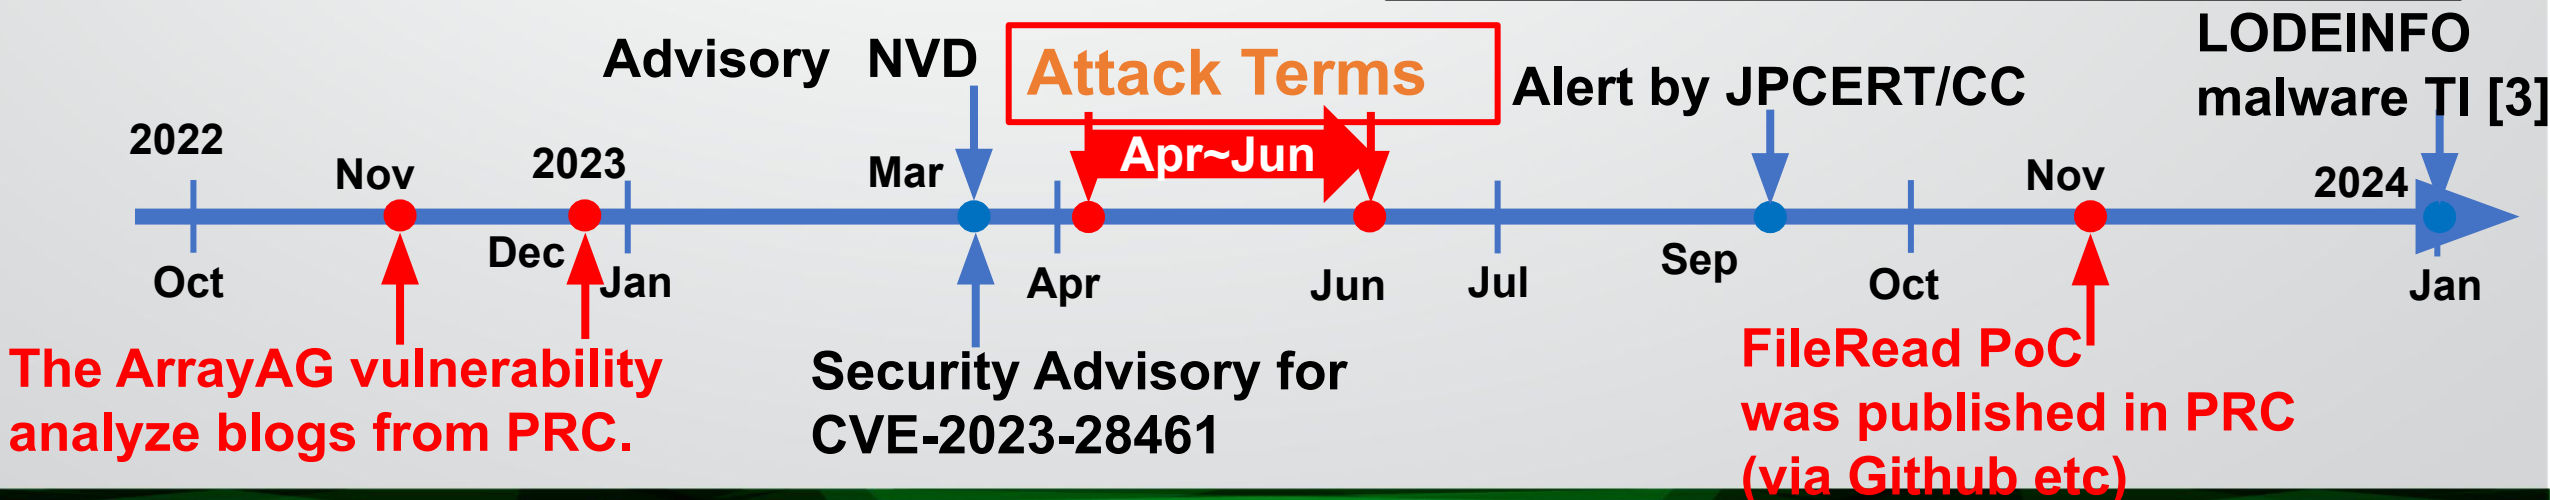 LODEINFO
malware TI [3]
Advisory NVD
Attack Terms
Alert by JPCERT/CC
2022
Nov
2023
Mar
Apr~Jun
Nov
2024
Oct
Dec
Jan
Apr
Jun
Jul
Sep
Oct
Jan
The ArrayAG vulnerability
analyze blogs from PRC.
Security Advisory for
CVE-2023-28461
FileRead PoC
was published in PRC
(via Github etc)